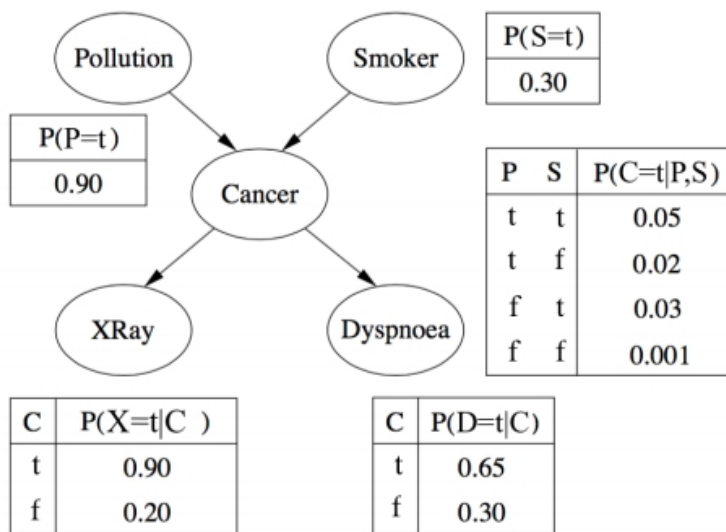 Pollution
Smoker
P(S=t)
0.30
P(P=t)
0.90
Cancer
P S P(C=t|P,S)
t t 0.05
t f 0.02
f t 0.03
f f 0.001
XRay
Dyspnoea
C P(X=t|C )
t 0.90
f 0.20
C P(D=t|C)
t 0.65
f 0.30